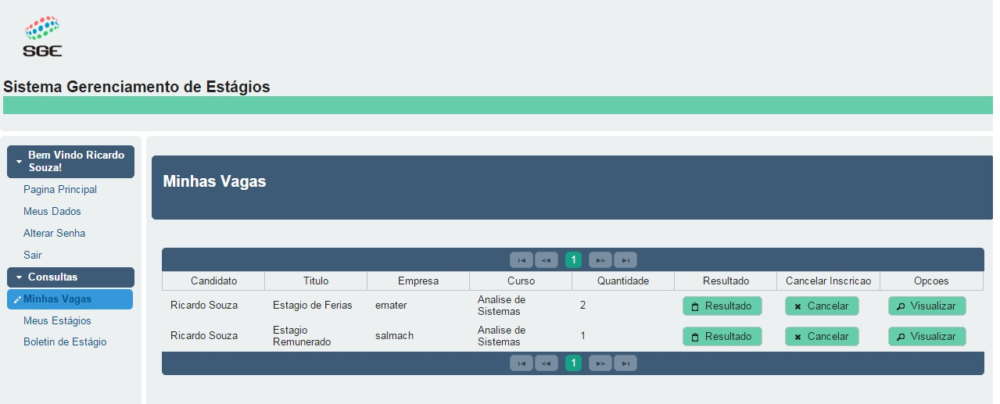 SGE
Sistema Gerenciamento de Estágios
Bem Vindo Ricardo
Souza!
Pagina Principal
Meus Dados
Alterar Senha
Sair
Consultas
Minhas Vagas
Meus Estágios
Boletin de Estágio
Minhas Vagas
1
Candidato Titulo Empresa Curso Quantidade Resultado Cancelar Inscricao Opcoes
Ricardo Souza Estagio de Ferias emater Analise de Sistemas 2 Resultado Cancelar Visualizar
Ricardo Souza Estagio Remunerado salmach Analise de Sistemas 1 Resultado Cancelar Visualizar
1